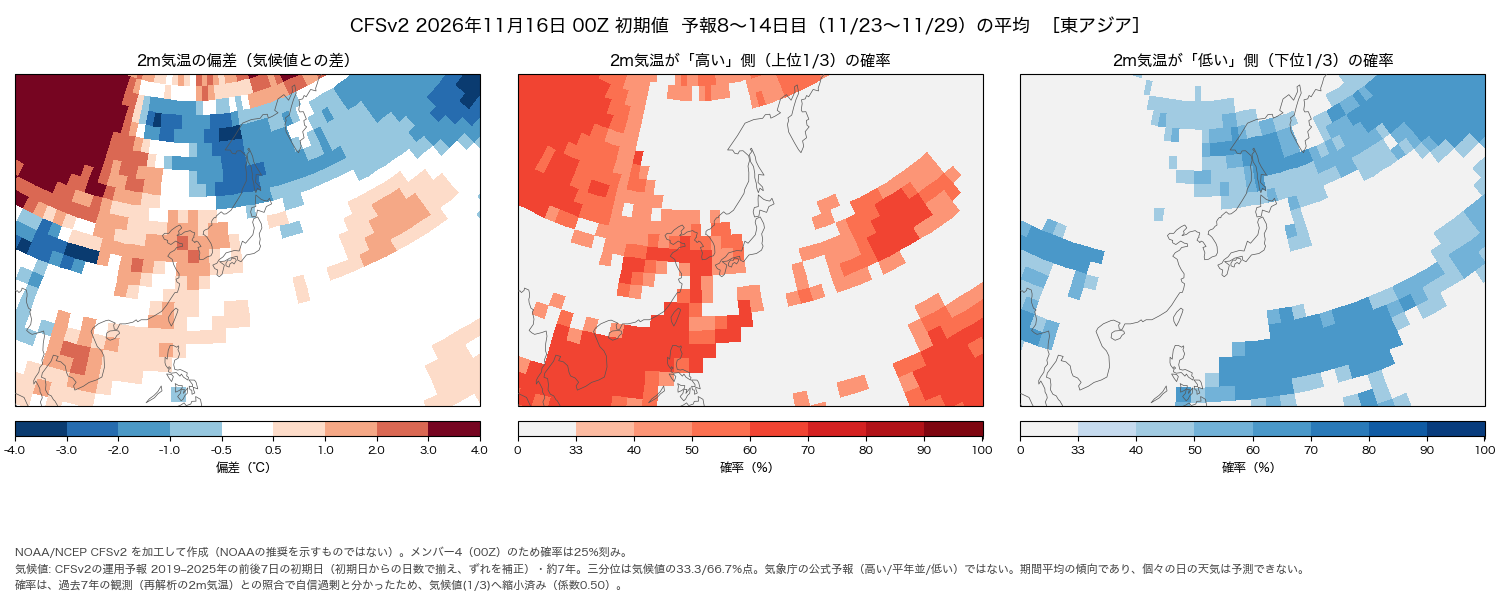 CFSv2 2026年11月16日 00Z 初期値 予報8～14日目（11/23～11/29）の平均 ［東アジア］
2m気温の偏差（気候値との差）
2m気温が「高い」側（上位1/3）の確率
2m気温が「低い」側（下位1/3）の確率
-4.0 -3.0 -2.0 -1.0 -0.5 0.5 1.0 2.0 3.0 4.0
偏差（℃）
0 33 40 50 60 70 80 90 100
確率（%）
0 33 40 50 60 70 80 90 100
確率（%）
NOAA/NCEP CFSv2 を加工して作成（NOAAの推奨を示すものではない）。メンバー4（00Z）のため確率は25%刻み。
気候値: CFSv2の運用予報 2019–2025年の前後7日の初期日（初期日からの日数で揃え、ずれを補正）・約7年。三分位は気候値の33.3/66.7%点。気象庁の公式予報（高い/平年並/低い）ではない。期間平均の傾向であり、個々の日の天気は予測できない。
確率は、過去7年の観測（再解析の2m気温）との照合で自信過剰と分かったため、気候値(1/3)へ縮小済み（係数0.50）。